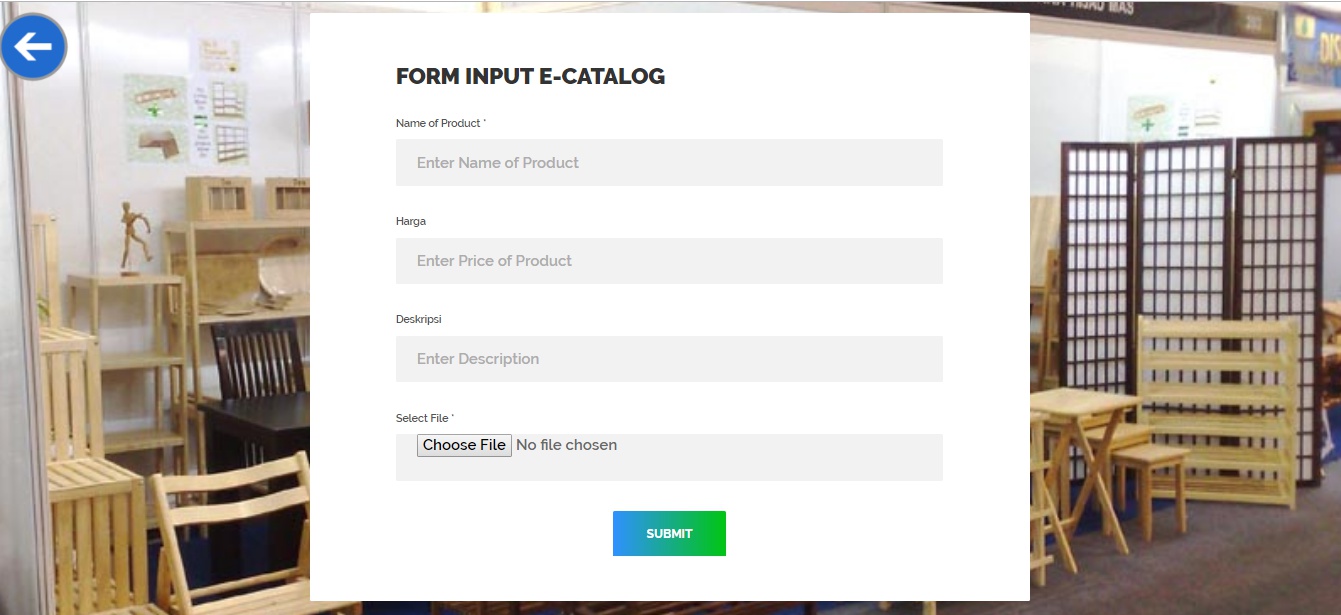 MAS
FORM INPUT E-CATALOG
Name of Product *
Enter Name of Product
Harga
Enter Price of Product
Deskripsi
Enter Description
Select File *
Choose File No file chosen
SUBMIT